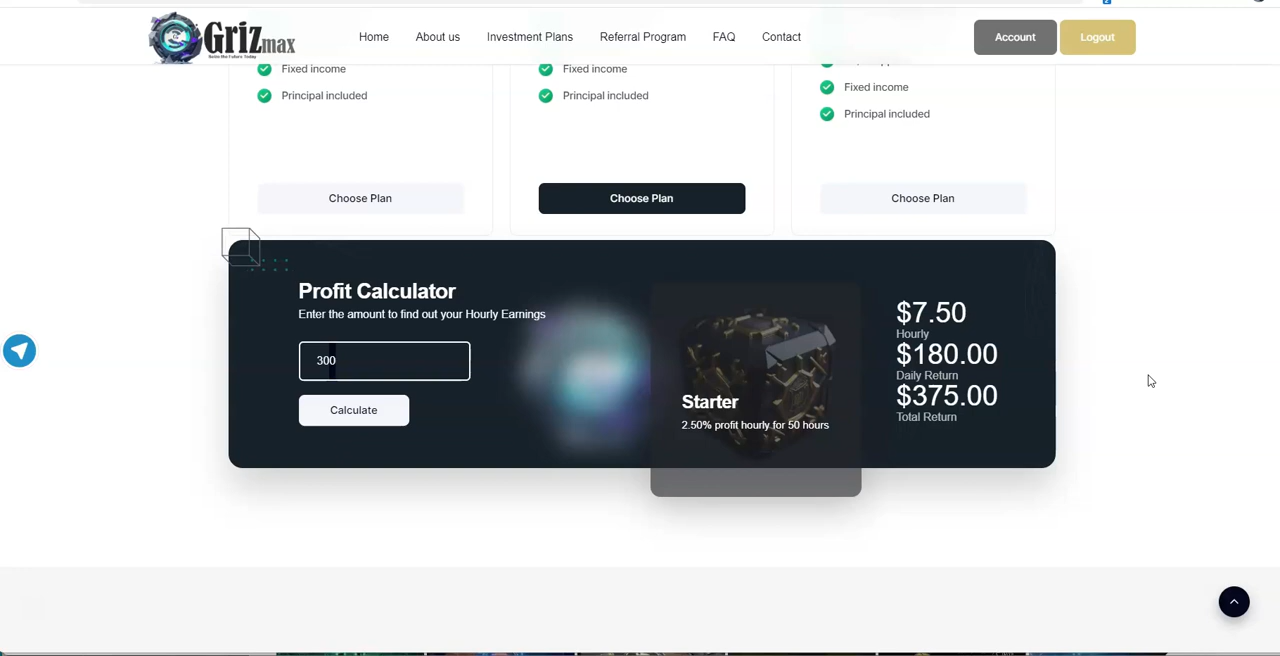 Grizmax
Home
About us
Investment Plans
Referral Program
FAQ
Contact
Account
Logout
Fixed income
Principal included
Fixed income
Principal included
Fixed income
Principal included
Choose Plan
Choose Plan
Choose Plan
Profit Calculator
Enter the amount to find out your Hourly Earnings
300
Calculate
Starter
2.50% profit hourly for 50 hours
$7.50
Hourly
$180.00
Daily Return
$375.00
Total Return